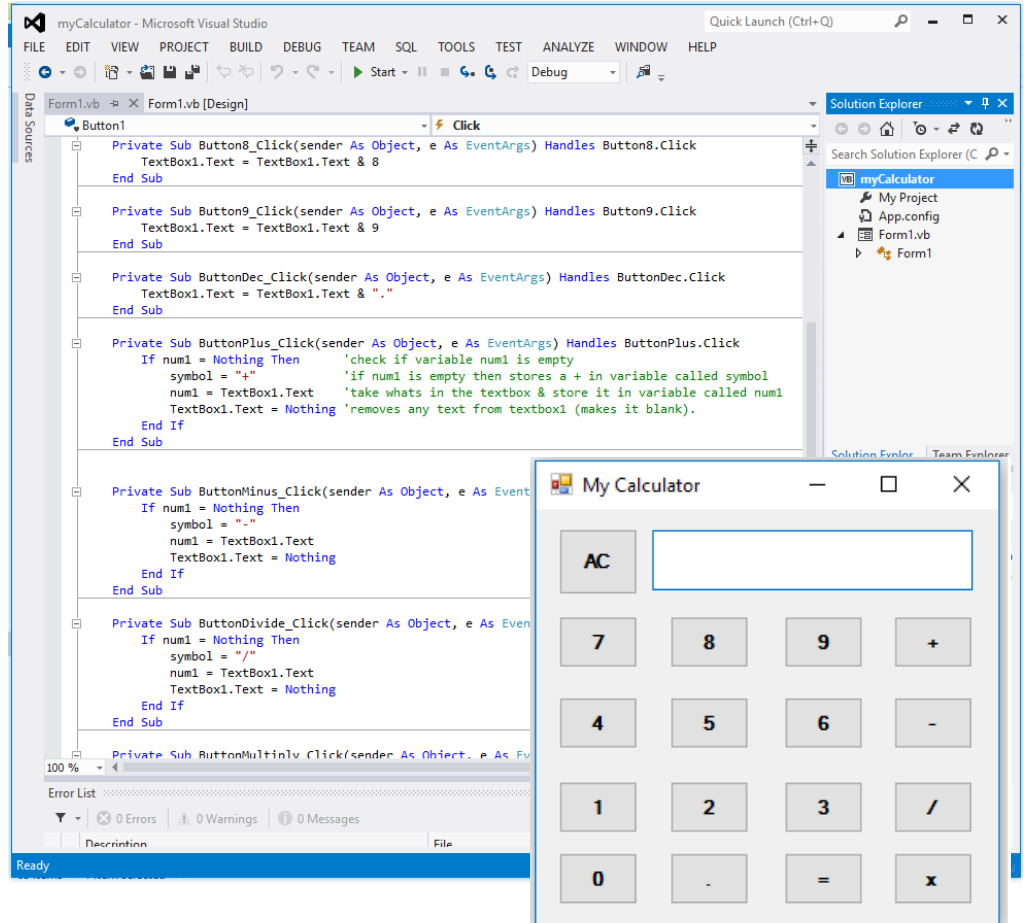 myCalculator - Microsoft Visual Studio
Quick Launch (Ctrl+Q)
FILE EDIT VIEW PROJECT BUILD DEBUG TEAM SQL TOOLS TEST ANALYZE WINDOW HELP
Start Debug
Data Sources
Form1.vb Form1.vb [Design]
Button1 Click
Private Sub Button8_Click(sender As Object, e As EventArgs) Handles Button8.Click
TextBox1.Text = TextBox1.Text & 8
End Sub
Private Sub Button9_Click(sender As Object, e As EventArgs) Handles Button9.Click
TextBox1.Text = TextBox1.Text & 9
End Sub
Private Sub ButtonDec_Click(sender As Object, e As EventArgs) Handles ButtonDec.Click
TextBox1.Text = TextBox1.Text & "."
End Sub
Private Sub ButtonPlus_Click(sender As Object, e As EventArgs) Handles ButtonPlus.Click
If num1 = Nothing Then 'check if variable num1 is empty
symbol = "+" 'if num1 is empty then stores a + in variable called symbol
num1 = TextBox1.Text 'take whats in the textbox & store it in variable called num1
TextBox1.Text = Nothing 'removes any text from textbox1 (makes it blank).
End If
End Sub
Private Sub ButtonMinus_Click(sender As Object, e As Event
If num1 = Nothing Then
symbol = "-"
num1 = TextBox1.Text
TextBox1.Text = Nothing
End If
End Sub
Private Sub ButtonDivide_Click(sender As Object, e As Even
If num1 = Nothing Then
symbol = "/"
num1 = TextBox1.Text
TextBox1.Text = Nothing
End If
End Sub
Private Sub ButtonMultiply_Click(sender As Object, e As Ev
100 %
Error List
0 Errors 0 Warnings 0 Messages
Description File
Ready
Solution Explorer
Search Solution Explorer (C
VB myCalculator
My Project
App.config
Form1.vb
Form1
Solution Explor Team Explorer
My Calculator
AC
7 8 9 +
4 5 6 -
1 2 3 /
0 . = x